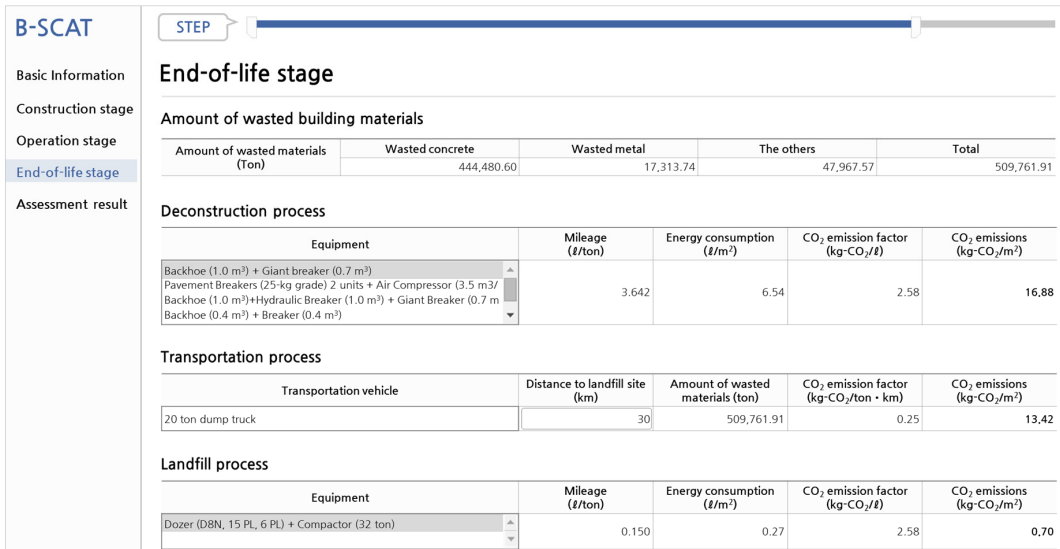 B-SCAT
Basic Information
Construction stage
Operation stage
End-of-life stage
Assessment result
STEP
End-of-life stage
Amount of wasted building materials
Amount of wasted materials (Ton) Wasted concrete Wasted metal The others Total
444,480.60 17,313.74 47,967.57 509,761.91
Deconstruction process
Equipment Mileage (ℓ/ton) Energy consumption (ℓ/m²) CO₂ emission factor (kg-CO₂/ℓ) CO₂ emissions (kg-CO₂/m²)
Backhoe (1.0 m³) + Giant breaker (0.7 m³)
Pavement Breakers (25-kg grade) 2 units + Air Compressor (3.5 m3/
Backhoe (1.0 m³)+Hydraulic Breaker (1.0 m³) + Giant Breaker (0.7 m
Backhoe (0.4 m³) + Breaker (0.4 m³)
3.642 6.54 2.58 16.88
Transportation process
Transportation vehicle Distance to landfill site (km) Amount of wasted materials (ton) CO₂ emission factor (kg-CO₂/ton・km) CO₂ emissions (kg-CO₂/m²)
20 ton dump truck 30 509,761.91 0.25 13.42
Landfill process
Equipment Mileage (ℓ/ton) Energy consumption (ℓ/m²) CO₂ emission factor (kg-CO₂/ℓ) CO₂ emissions (kg-CO₂/m²)
Dozer (D8N, 15 PL, 6 PL) + Compactor (32 ton)
0.150 0.27 2.58 0.70